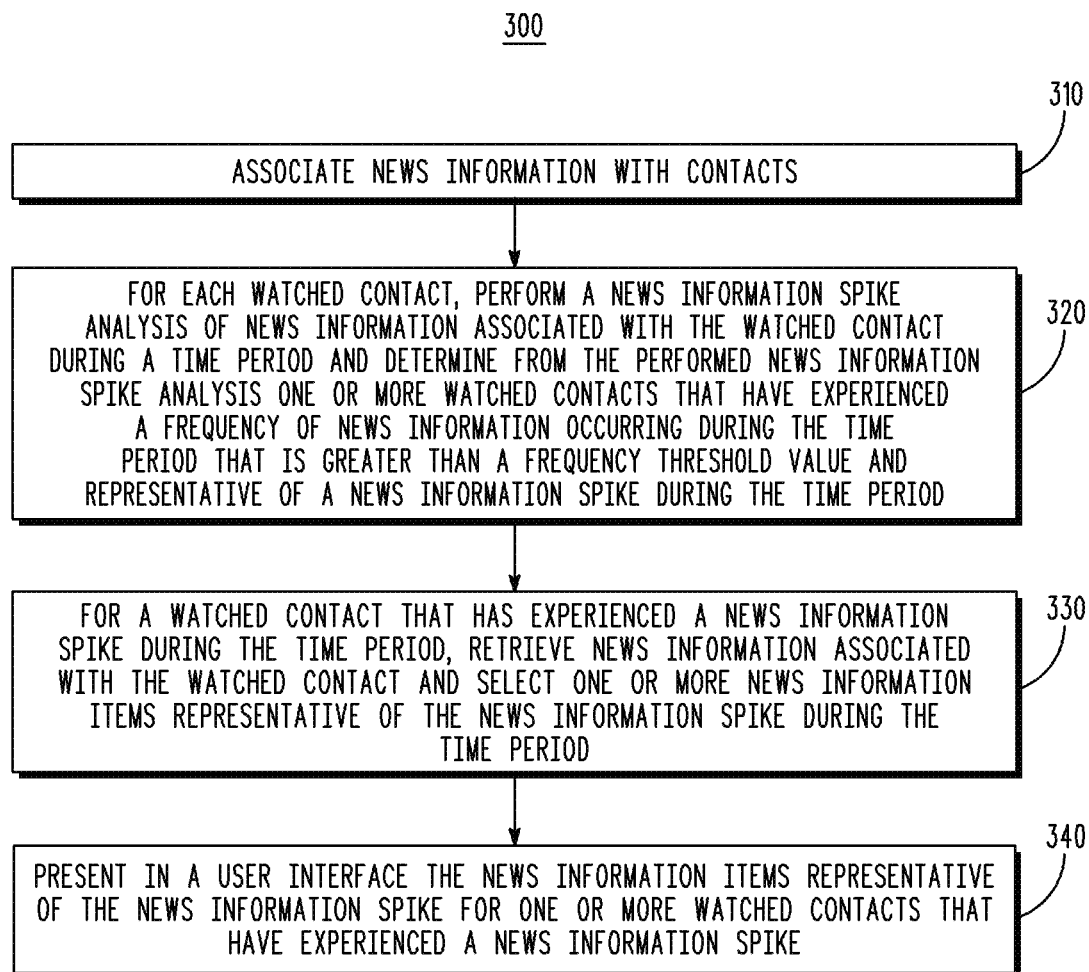 300
310
ASSOCIATE NEWS INFORMATION WITH CONTACTS
FOR EACH WATCHED CONTACT, PERFORM A NEWS INFORMATION SPIKE
ANALYSIS OF NEWS INFORMATION ASSOCIATED WITH THE WATCHED CONTACT
DURING A TIME PERIOD AND DETERMINE FROM THE PERFORMED NEWS INFORMATION
SPIKE ANALYSIS ONE OR MORE WATCHED CONTACTS THAT HAVE EXPERIENCED
A FREQUENCY OF NEWS INFORMATION OCCURRING DURING THE TIME
PERIOD THAT IS GREATER THAN A FREQUENCY THRESHOLD VALUE AND
REPRESENTATIVE OF A NEWS INFORMATION SPIKE DURING THE TIME PERIOD
320
FOR A WATCHED CONTACT THAT HAS EXPERIENCED A NEWS INFORMATION
SPIKE DURING THE TIME PERIOD, RETRIEVE NEWS INFORMATION ASSOCIATED
WITH THE WATCHED CONTACT AND SELECT ONE OR MORE NEWS INFORMATION
ITEMS REPRESENTATIVE OF THE NEWS INFORMATION SPIKE DURING THE
TIME PERIOD
330
PRESENT IN A USER INTERFACE THE NEWS INFORMATION ITEMS REPRESENTATIVE
OF THE NEWS INFORMATION SPIKE FOR ONE OR MORE WATCHED CONTACTS THAT
HAVE EXPERIENCED A NEWS INFORMATION SPIKE
340